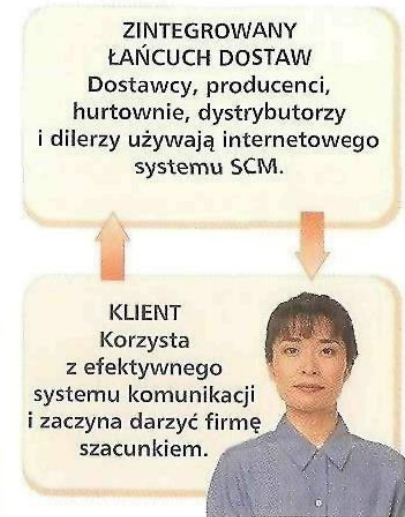 ZINTEGROWANY
ŁAŃCUCH DOSTAW
Dostawcy, producenci,
hurtownie, dystrybutorzy
i dilerzy używają internetowego
systemu SCM.
KLIENT
Korzysta
z efektywnego
systemu komunikacji
i zaczyna darzyć firmę
szacunkiem.